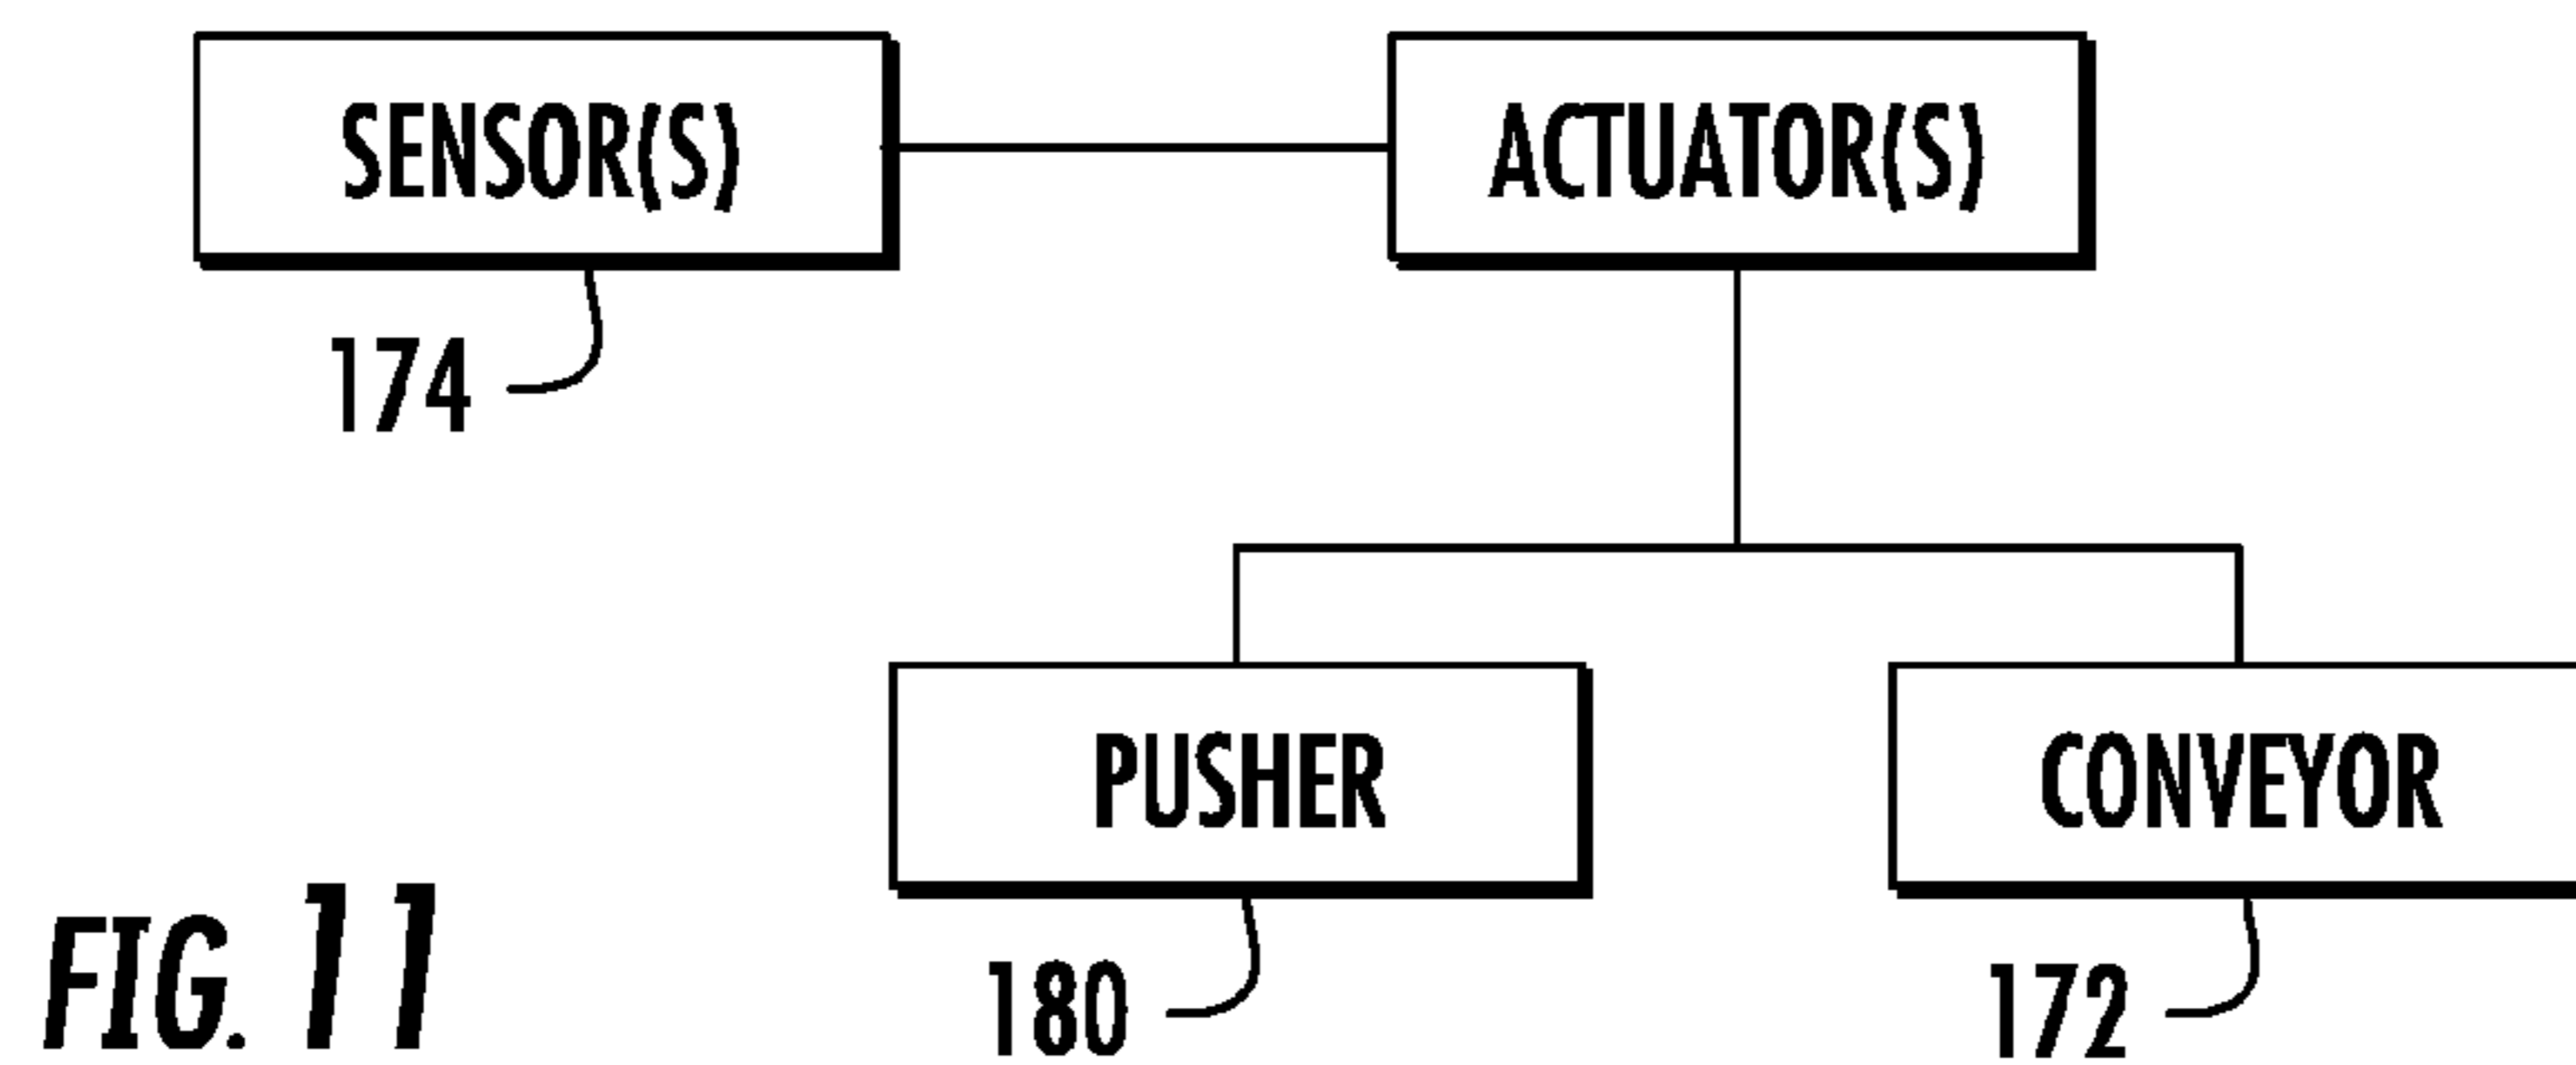 SENSOR(S)
ACTUATOR(S)
174
PUSHER
CONVEYOR
180
172
FIG. 11